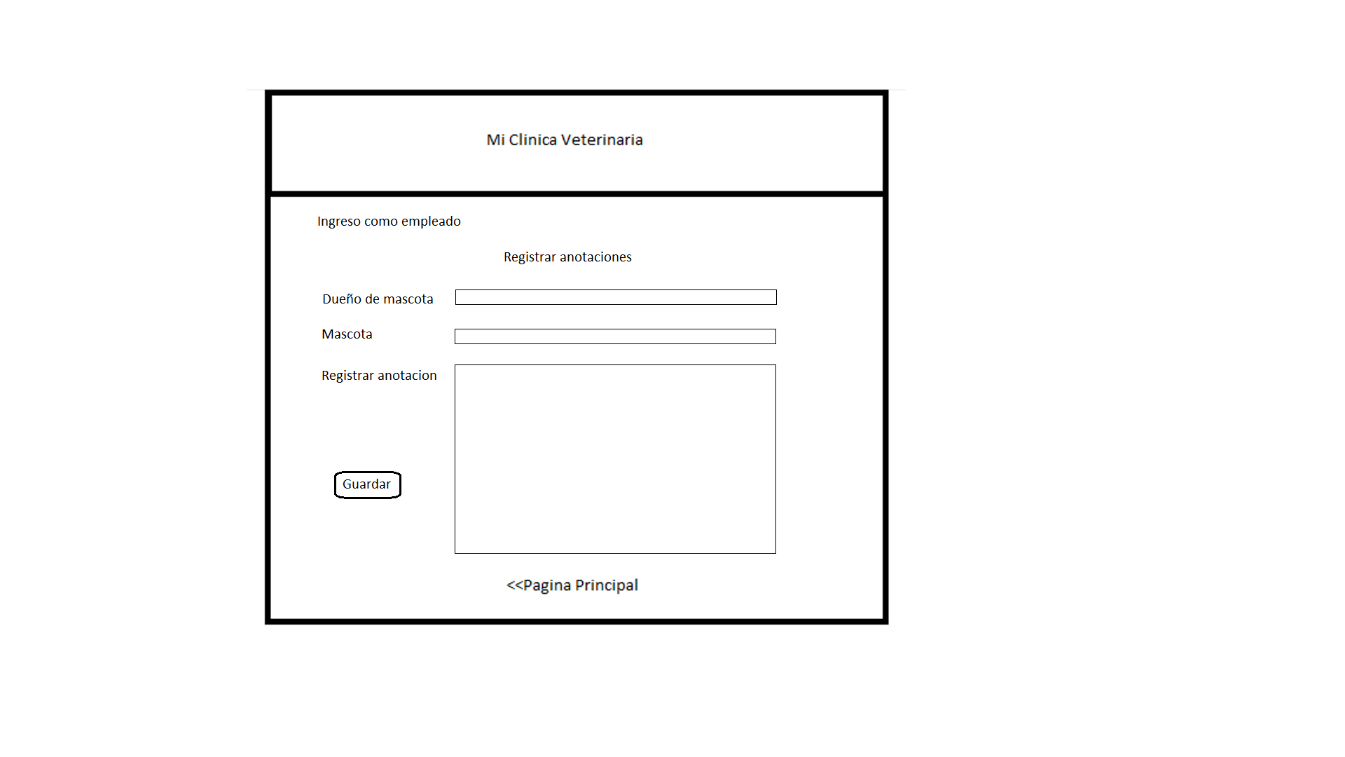 Mi Clinica Veterinaria
Ingreso como empleado
Registrar anotaciones
Dueño de mascota
Mascota
Registrar anotacion
Guardar
<<Pagina Principal